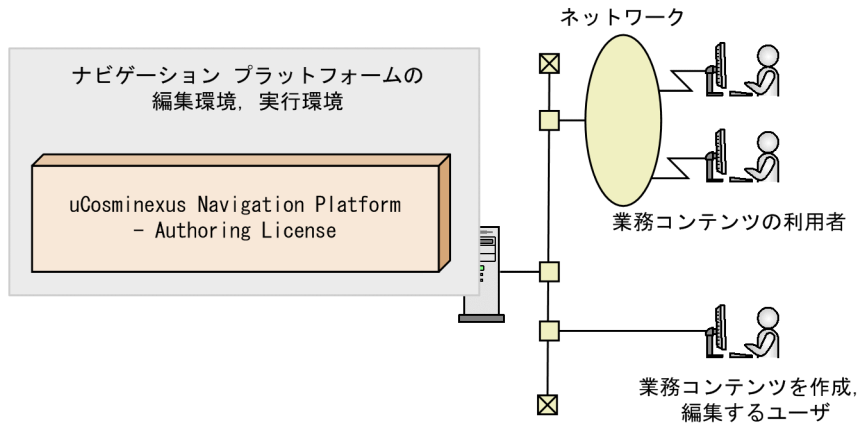 ネットワーク
ナビゲーション プラットフォームの
編集環境，実行環境
uCosminexus Navigation Platform
- Authoring License
業務コンテンツの利用者
業務コンテンツを作成，
編集するユーザ